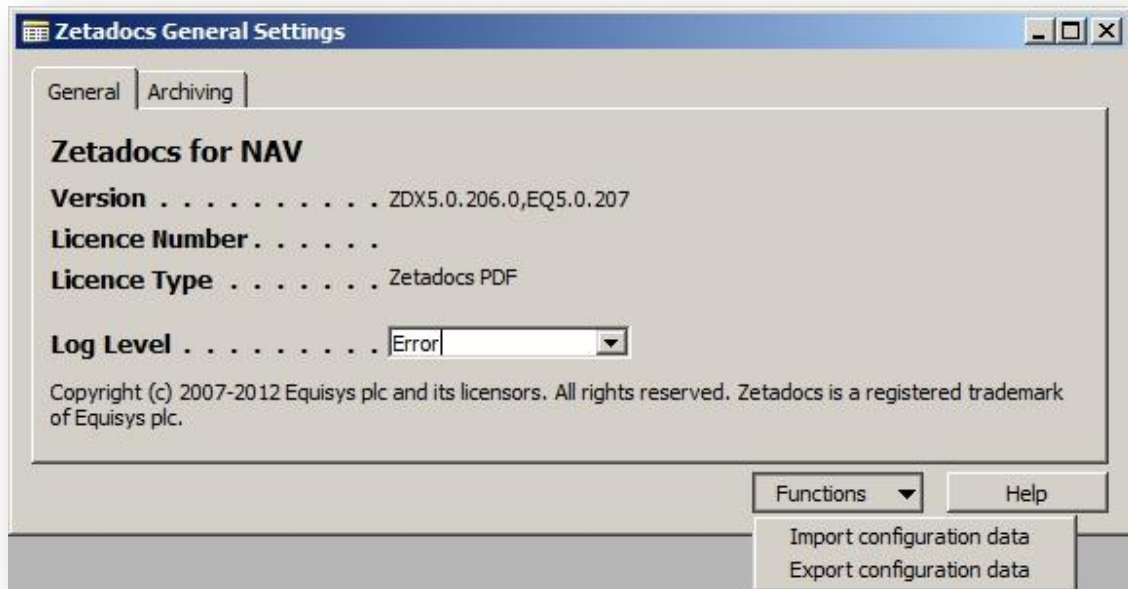 Zetadocs General Settings
General Archiving
Zetadocs for NAV
Version . . . . . . . . . . ZDX5.0.206.0,EQ5.0.207
Licence Number . . . . . .
Licence Type . . . . . . . Zetadocs PDF
Log Level . . . . . . . . . Error
Copyright (c) 2007-2012 Equisys plc and its licensors. All rights reserved. Zetadocs is a registered trademark
of Equisys plc.
Functions Help
Import configuration data
Export configuration data